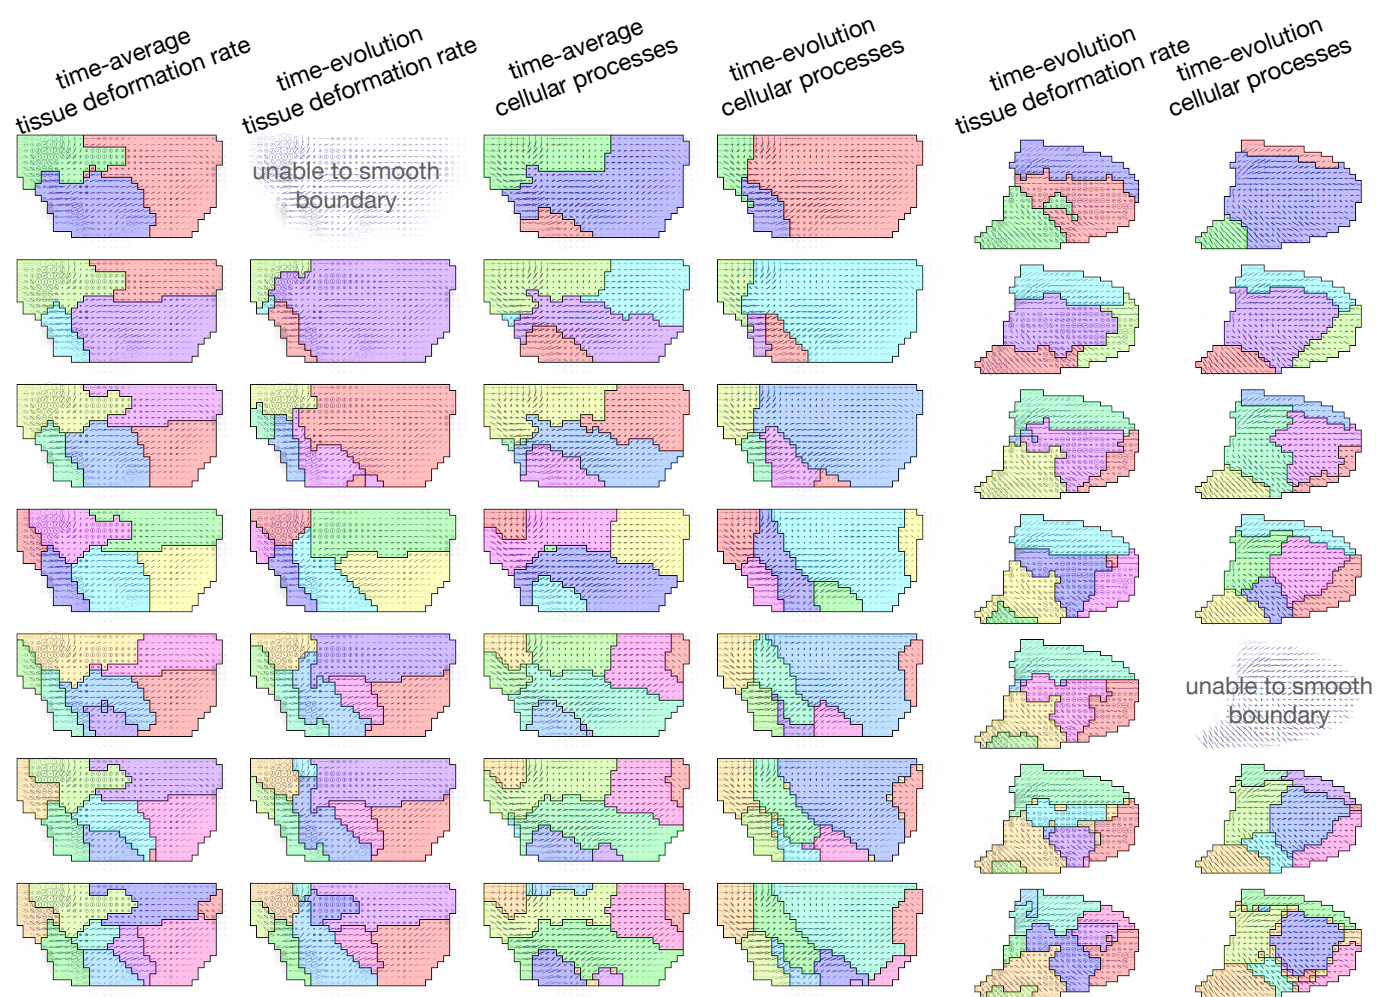 time-average
tissue deformation rate
time-evolution
tissue deformation rate
time-average
cellular processes
time-evolution
cellular processes
time-evolution
tissue deformation rate
time-evolution
cellular processes
unable to smooth
boundary
unable to smooth
boundary